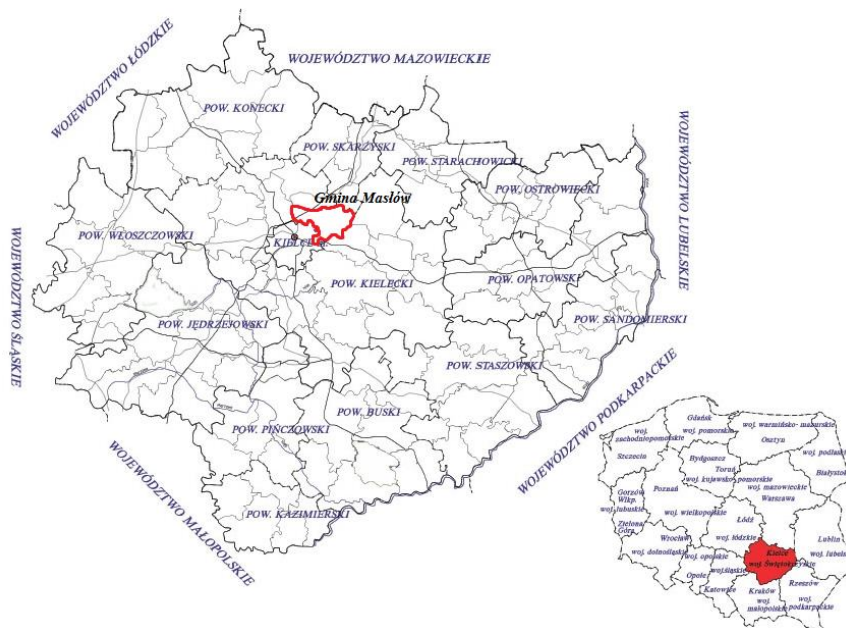 WOJEWÓDZTWO ŁÓDZKIE
WOJEWÓDZTWO MAZOWIECKIE
POW. KONECKI
POW. SKARŻYSKI
POW. STARACHOWICKI
WOJEWÓDZTWO LUBELSKIE
POW. OSTROWIECKI
Gmina Masłów
POW. WŁOSZCZOWSKI
WOJEWÓDZTWO ŚLĄSKIE
POW. KIELECKI
POW. OPATOWSKI
POW. SANDOMIERSKI
POW. JĘDRZEJOWSKI
POW. STASZOWSKI
POW. BUSKI
POW. PIŃCZOWSKI
WOJEWÓDZTWO PODKARPACKIE
WOJEWÓDZTWO MAŁOPOLSKIE
POW. KAZIMIERSKI
Gdańsk
woj. pomorskie
woj. warmińsko- mazurskie
Olsztyn
woj.
zachodniopomorskie
Szczecin
Bydgoszcz
Toruń
woj. kujawsko-pomorskie
woj. podlaskie
Białystok
woj. mazowieckie
Warszawa
Gorzów
Wlkp.
woj. lubuskie
Zielona
Góra
Poznań
woj. wielkopolskie
Łódź
woj. łódzkie
Wrocław
woj. dolnośląskie
woj. opolskie
Opole
woj.śląskie
Katowice
Kielce
woj. Świętokrzyskie
Lublin
woj. lubelskie
Kraków
woj.
małopolskie
Rzeszów
woj.
podkarpackie